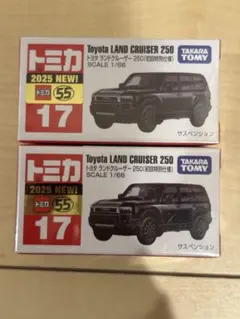 トミカ
2025 NEW!
トミカ 55
17
Toyota LAND CRUISER 250
トヨタ ランドクルーザー 250(初回特別仕様)
SCALE 1/66
TAKARA TOMY
サスペンション
トミカ
2025 NEW!
トミカ 55
17
Toyota LAND CRUISER 250
トヨタ ランドクルーザー 250(初回特別仕様)
SCALE 1/66
TAKARA TOMY
サスペンション